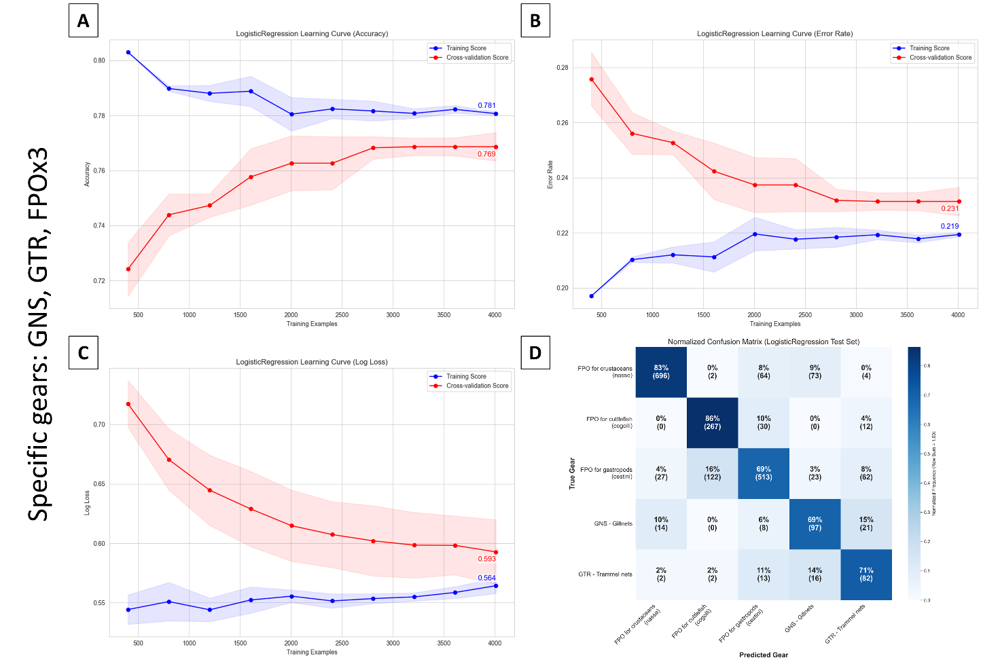 Specific gears: GNS, GTR, FPOx3
A
LogisticRegression Learning Curve (Accuracy)
Training Score
Cross-validation Score
0.80
0.78
0.76
0.74
0.72
Accuracy
0.781
0.769
500 1000 1500 2000 2500 3000 3500 4000
Training Examples
B
LogisticRegression Learning Curve (Error Rate)
Training Score
Cross-validation Score
0.28
0.26
0.24
0.22
0.20
Error Rate
0.231
0.219
500 1000 1500 2000 2500 3000 3500 4000
Training Examples
C
LogisticRegression Learning Curve (Log Loss)
Training Score
Cross-validation Score
0.70
0.65
0.60
0.55
Log Loss
0.593
0.564
500 1000 1500 2000 2500 3000 3500 4000
Training Examples
D
Normalized Confusion Matrix (LogisticRegression Test Set)
True Gear
FPO for crustaceans
(nasse)
83% 0% 8% 9% 0%
(696) (2) (64) (73) (4)
FPO for cuttlefish
(cogolli)
0% 86% 10% 0% 4%
(0) (267) (30) (0) (12)
FPO for gastropods
(cestini)
4% 16% 69% 3% 8%
(27) (122) (513) (23) (62)
GNS - Gillnets
10% 0% 6% 69% 15%
(14) (0) (8) (97) (21)
GTR - Trammel nets
2% 2% 11% 14% 71%
(2) (2) (13) (16) (82)
FPO for crustaceans
(nasse)
FPO for cuttlefish
(cogolli)
FPO for gastropods
(cestini)
GNS - Gillnets
GTR - Trammel nets
Predicted Gear
0.8
0.7
0.6
0.5
0.4
0.3
0.2
0.1
0.0
Normalized Frequency (Row Sum = 1.00)